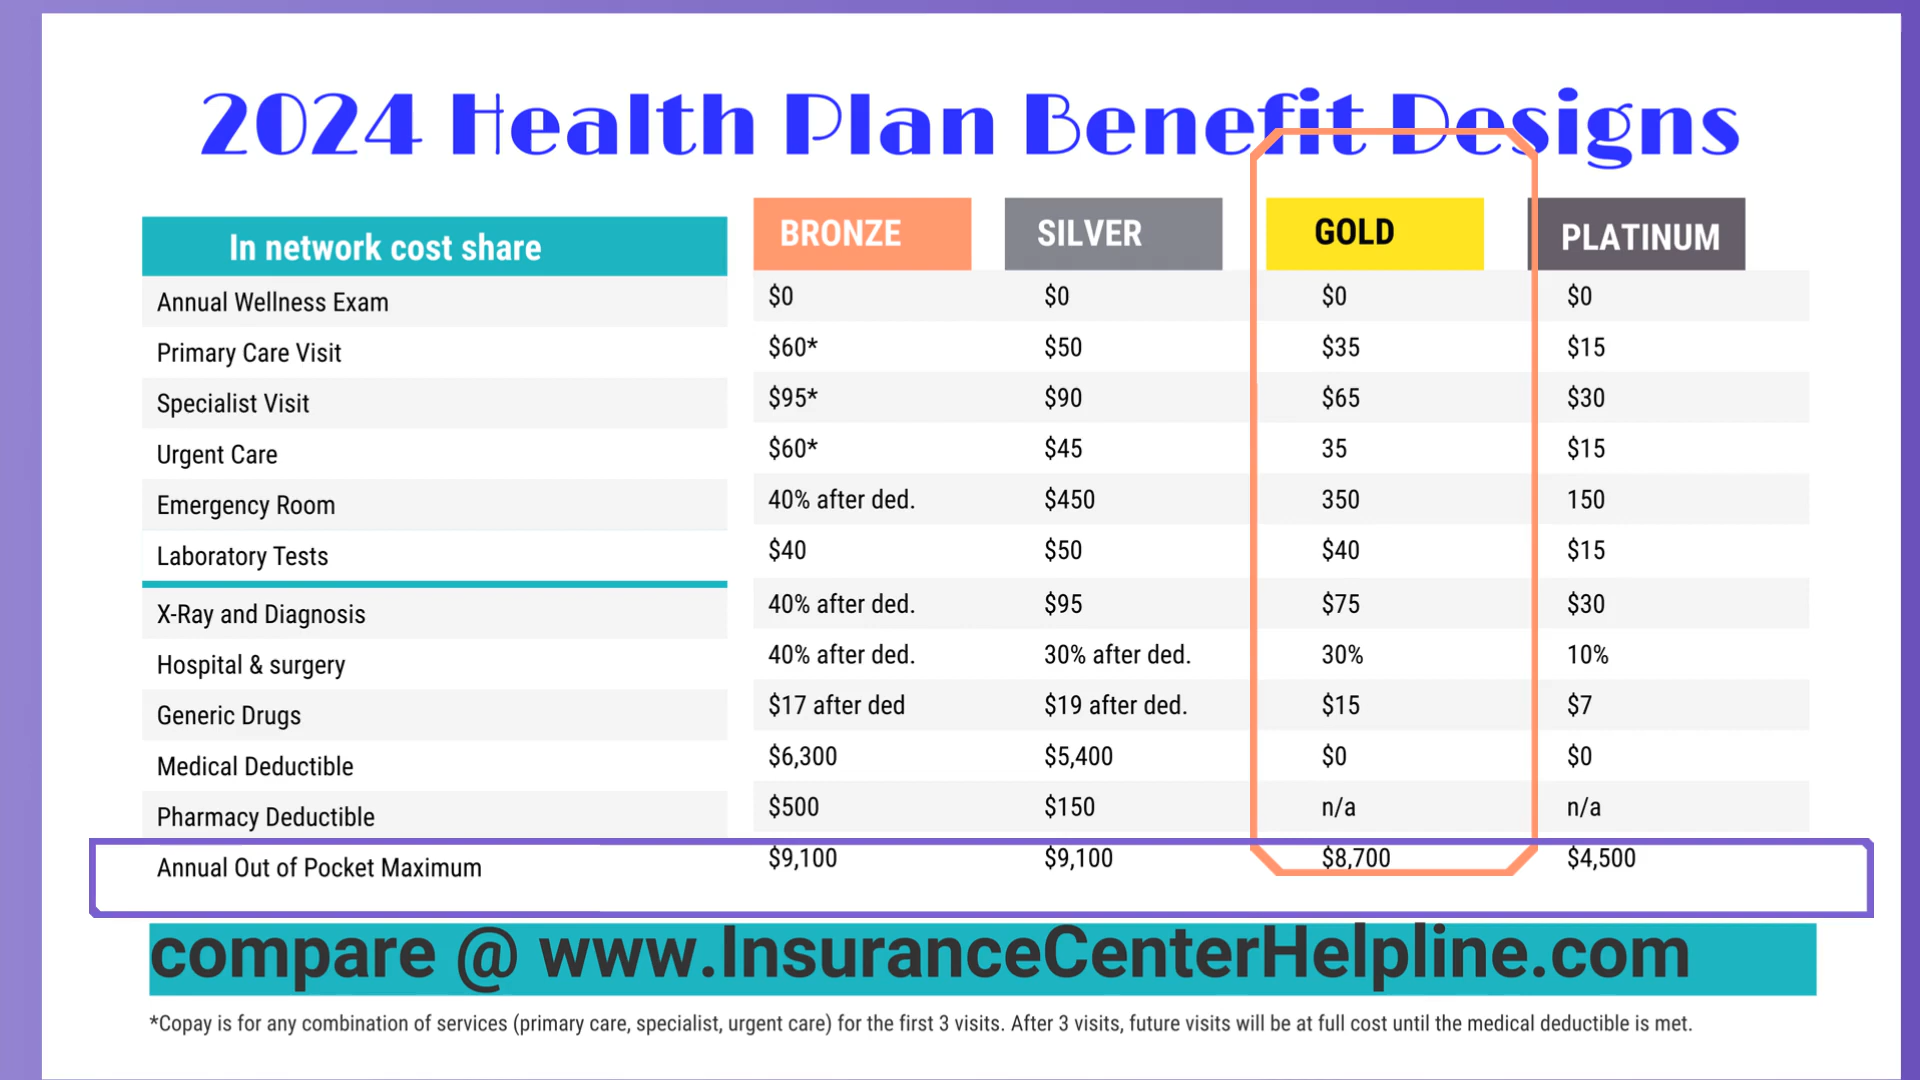 2024 Health Plan Benefit Designs
In network cost share BRONZE SILVER GOLD PLATINUM
Annual Wellness Exam $0 $0 $0 $0
Primary Care Visit $60* $50 $35 $15
Specialist Visit $95* $90 $65 $30
Urgent Care $60* $45 35 $15
Emergency Room 40% after ded. $450 350 150
Laboratory Tests $40 $50 $40 $15
X-Ray and Diagnosis 40% after ded. $95 $75 $30
Hospital & surgery 40% after ded. 30% after ded. 30% 10%
Generic Drugs $17 after ded $19 after ded. $15 $7
Medical Deductible $6,300 $5,400 $0 $0
Pharmacy Deductible $500 $150 n/a n/a
Annual Out of Pocket Maximum $9,100 $9,100 $8,700 $4,500
compare @ www.InsuranceCenterHelpline.com
*Copay is for any combination of services (primary care, specialist, urgent care) for the first 3 visits. After 3 visits, future visits will be at full cost until the medical deductible is met.